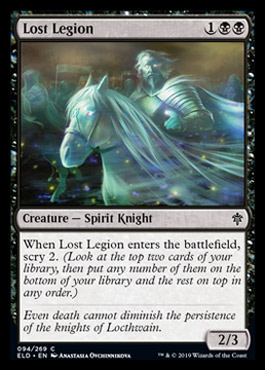 Lost Legion 1
Creature — Spirit Knight
When Lost Legion enters the battlefield,
scry 2. (Look at the top two cards of your
library, then put any number of them on the
bottom of your library and the rest on top
in any order.)
Even death cannot diminish the persistence
of the knights of Locthwain.
2/3
094/269 C
ELD • EN Anastasia Ovchinnikova
™ & © 2019 Wizards of the Coast